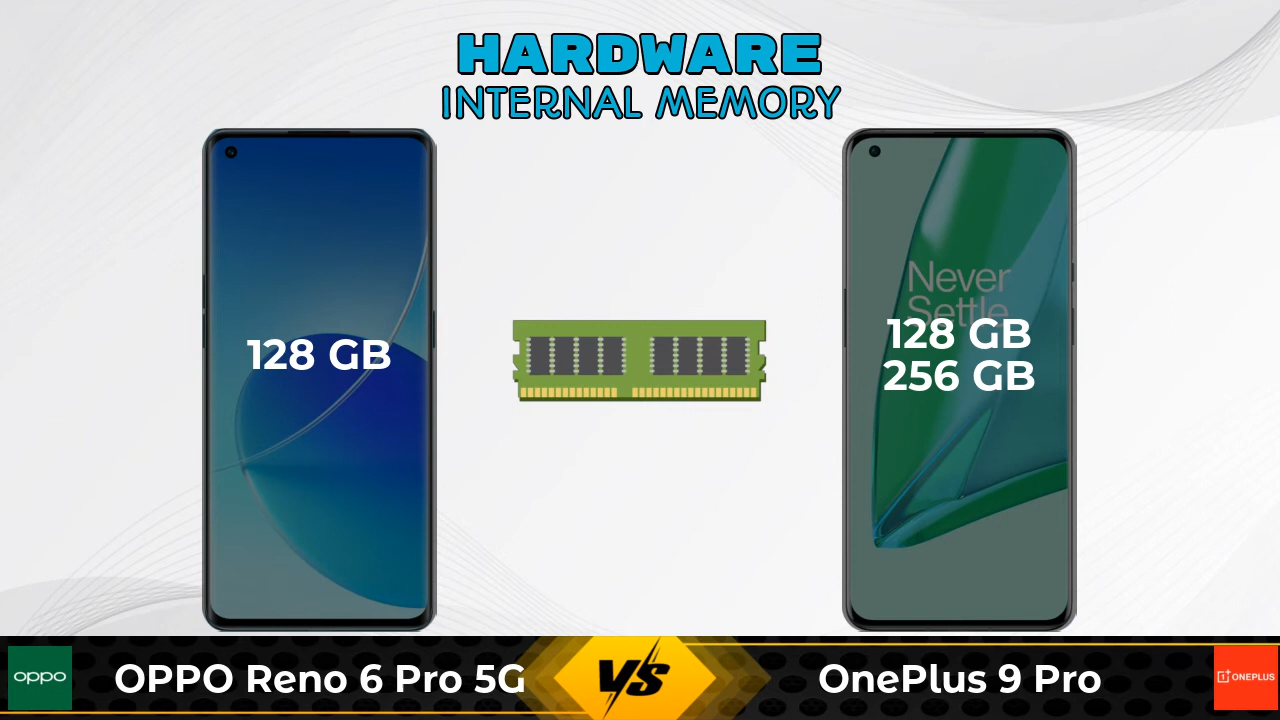 HARDWARE
INTERNAL MEMORY
128 GB
Never
Settle
128 GB
256 GB
oppo
OPPO Reno 6 Pro 5G
VS
OnePlus 9 Pro
1+ ONEPLUS